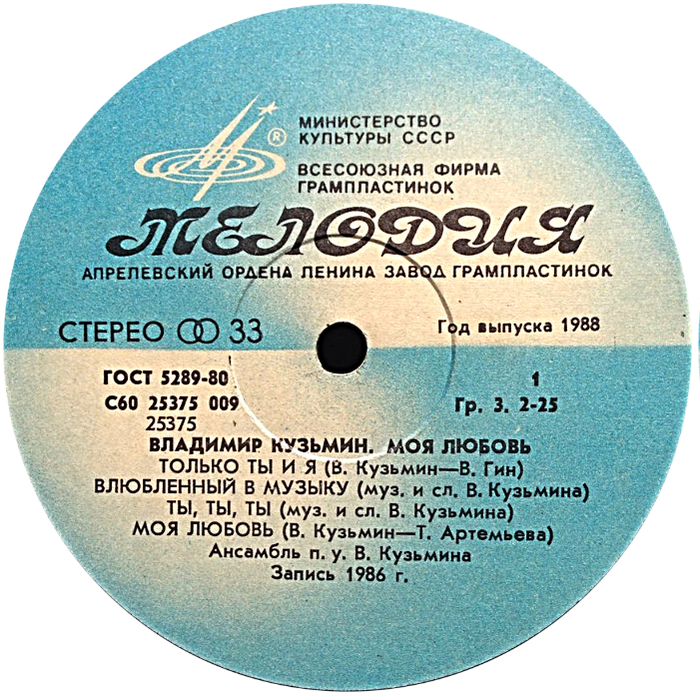 МИНИСТЕРСТВО
КУЛЬТУРЫ СССР
®
ВСЕСОЮЗНАЯ ФИРМА
ГРАМПЛАСТИНОК
МЕЛОДИЯ
АПРЕЛЕВСКИЙ ОРДЕНА ЛЕНИНА ЗАВОД ГРАМПЛАСТИНОК
СТЕРЕО 33 Год выпуска 1988
ГОСТ 5289-80 1
С60 25375 009 Гр. 3. 2-25
25375
ВЛАДИМИР КУЗЬМИН. МОЯ ЛЮБОВЬ
ТОЛЬКО ТЫ И Я (В. Кузьмин—В. Гин)
ВЛЮБЛЕННЫЙ В МУЗЫКУ (муз. и сл. В. Кузьмина)
ТЫ, ТЫ, ТЫ (муз. и сл. В. Кузьмина)
МОЯ ЛЮБОВЬ (В. Кузьмин—Т. Артемьева)
Ансамбль п. у. В. Кузьмина
Запись 1986 г.